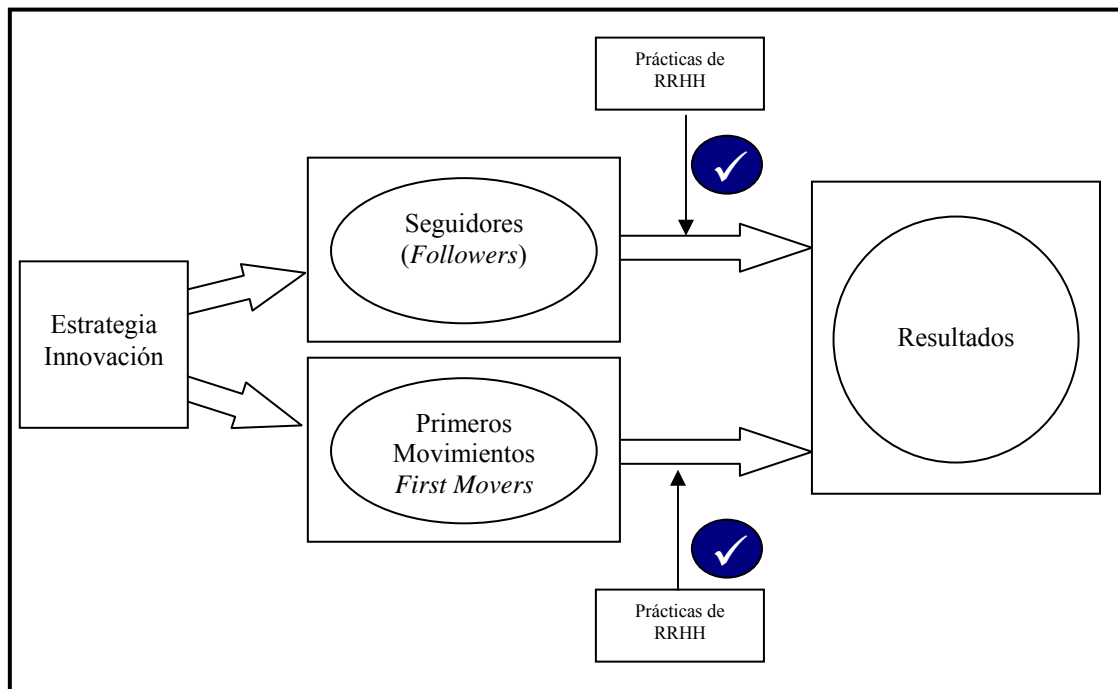 Prácticas de
RRHH
Seguidores
(Followers)
Estrategia
Innovación
Resultados
Primeros
Movimientos
First Movers
Prácticas de
RRHH